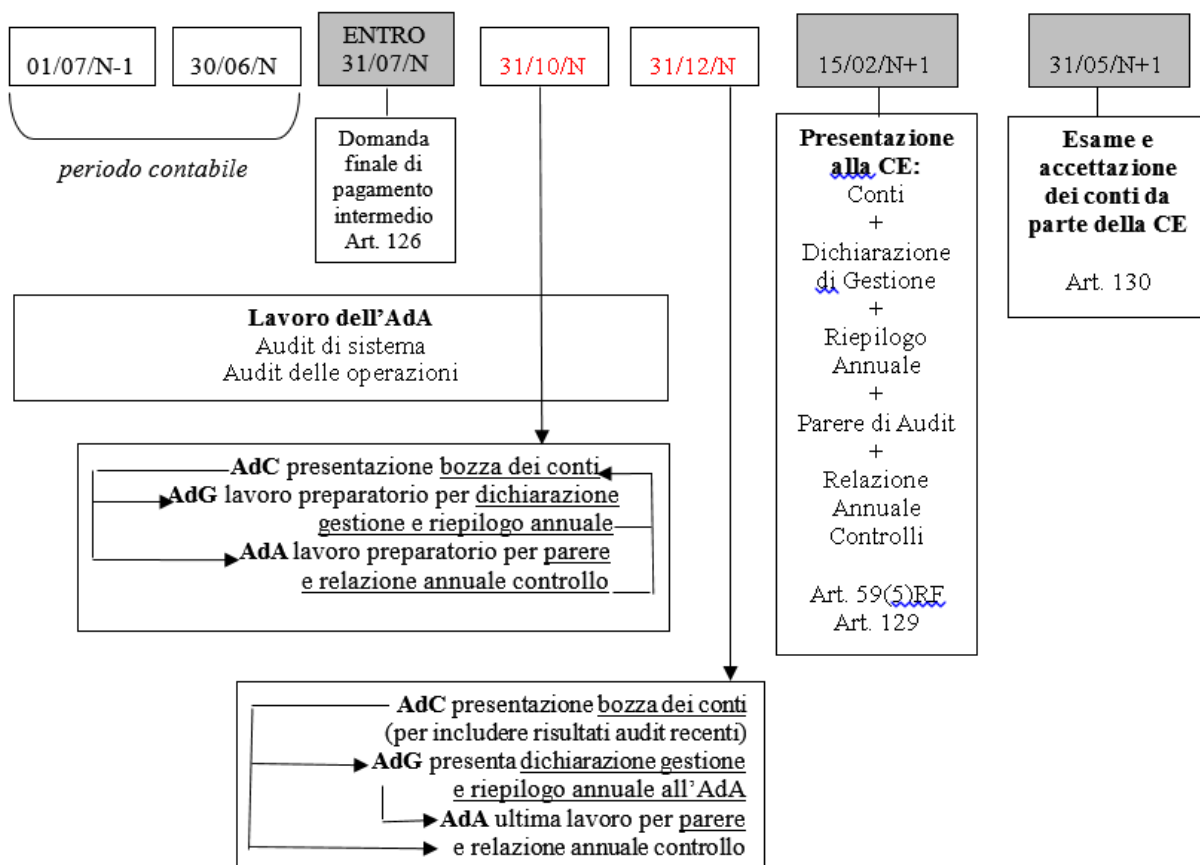 01/07/N-1
30/06/N
ENTRO
31/07/N
31/10/N
31/12/N
15/02/N+1
31/05/N+1
periodo contabile
Domanda
finale di
pagamento
intermedio
Art. 126
Presentazione
alla CE:
Conti
+
Dichiarazione
di Gestione
+
Riepilogo
Annuale
+
Parere di Audit
+
Relazione
Annuale
Controlli
Art. 59(5)RF
Art. 129
Esame e
accettazione
dei conti da
parte della CE
Art. 130
Lavoro dell’AdA
Audit di sistema
Audit delle operazioni
AdC presentazione bozza dei conti
AdG lavoro preparatorio per dichiarazione
gestione e riepilogo annuale
AdA lavoro preparatorio per parere
e relazione annuale controllo
AdC presentazione bozza dei conti
(per includere risultati audit recenti)
AdG presenta dichiarazione gestione
e riepilogo annuale all’AdA
AdA ultima lavoro per parere
e relazione annuale controllo